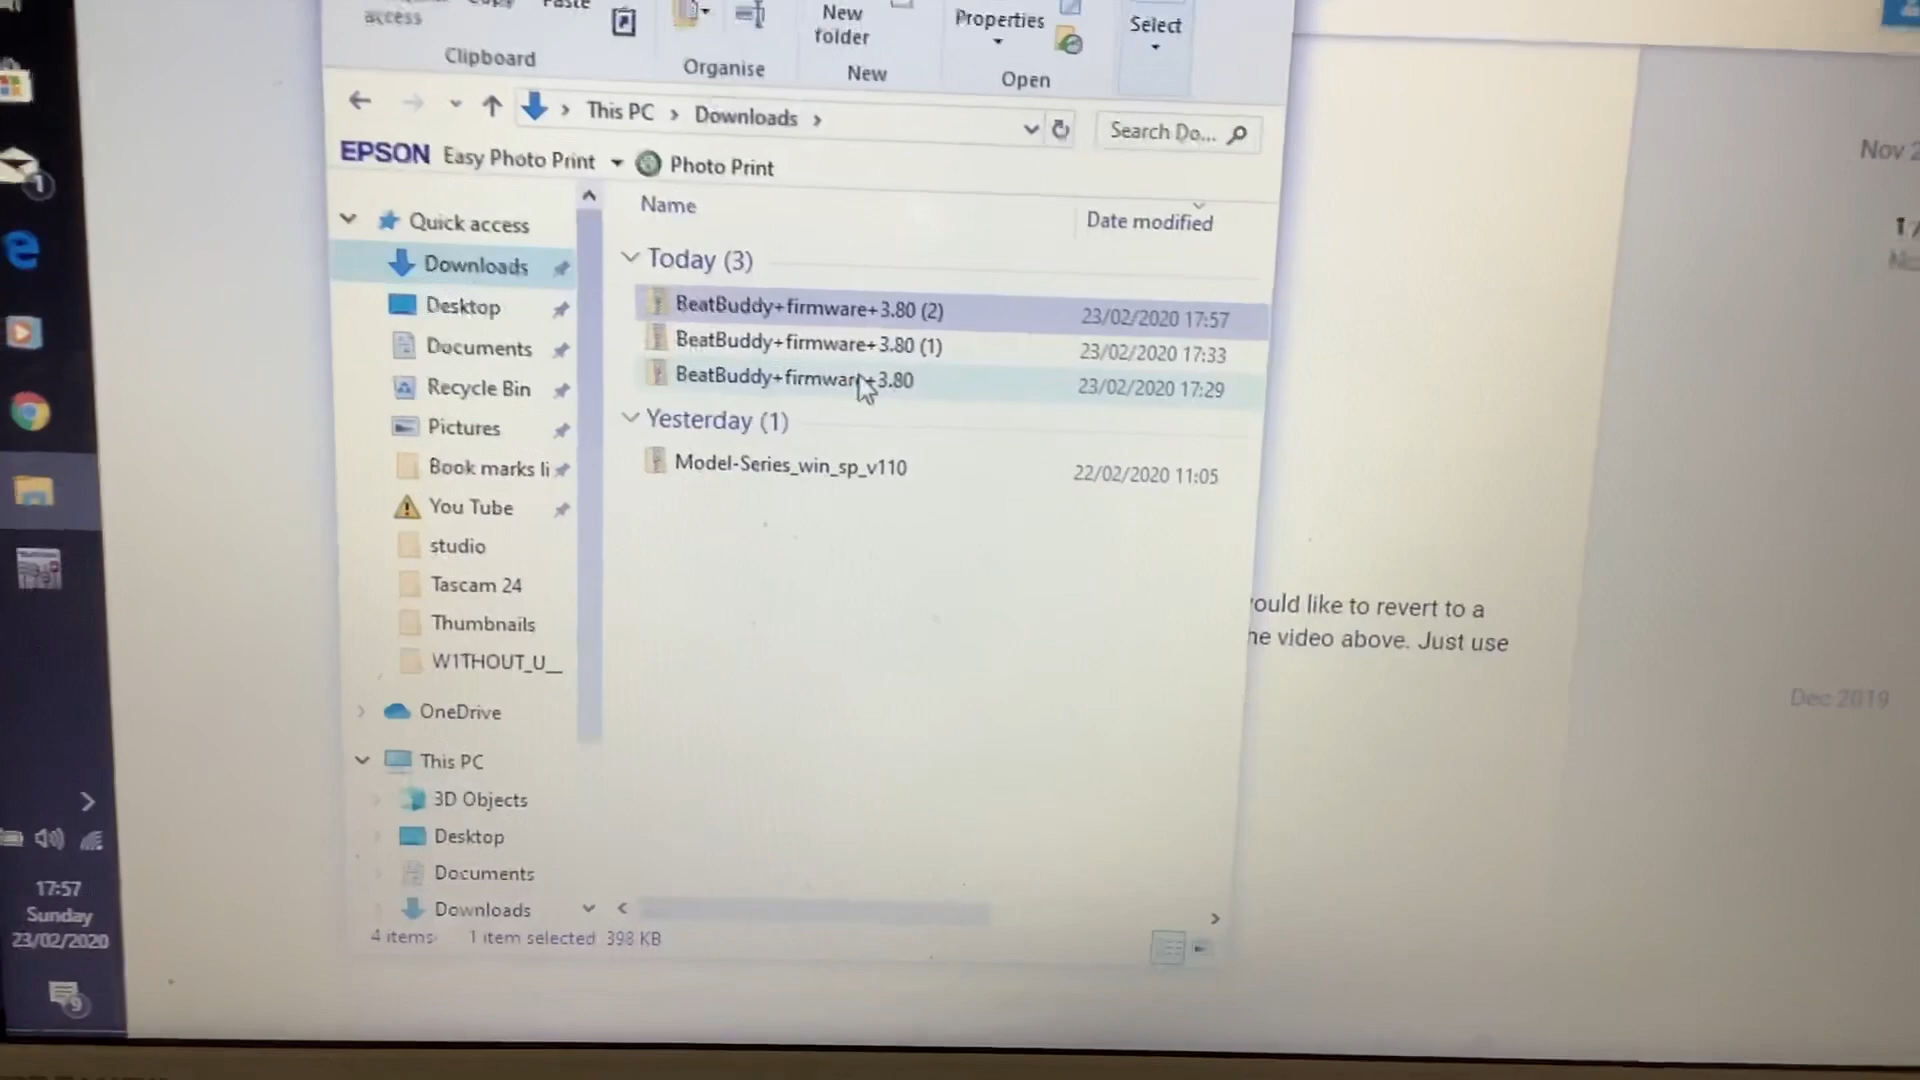 access
Paste
Clipboard
Organise
New
folder
New
Properties
Open
Select
This PC > Downloads >
Search Do...
EPSON Easy Photo Print
Photo Print
Name
Date modified
Quick access
Downloads
Desktop
Documents
Recycle Bin
Pictures
Book marks li
You Tube
studio
Tascam 24
Thumbnails
W1THOUT_U__
OneDrive
This PC
3D Objects
Desktop
Documents
Downloads
Today (3)
BeatBuddy+firmware+3.80 (2) 23/02/2020 17:57
BeatBuddy+firmware+3.80 (1) 23/02/2020 17:33
BeatBuddy+firmware+3.80 23/02/2020 17:29
Yesterday (1)
Model-Series_win_sp_v110 22/02/2020 11:05
4 items 1 item selected 398 KB
ould like to revert to a
he video above. Just use
Nov 2
Dec 2019
1
17:57
Sunday
23/02/2020
9